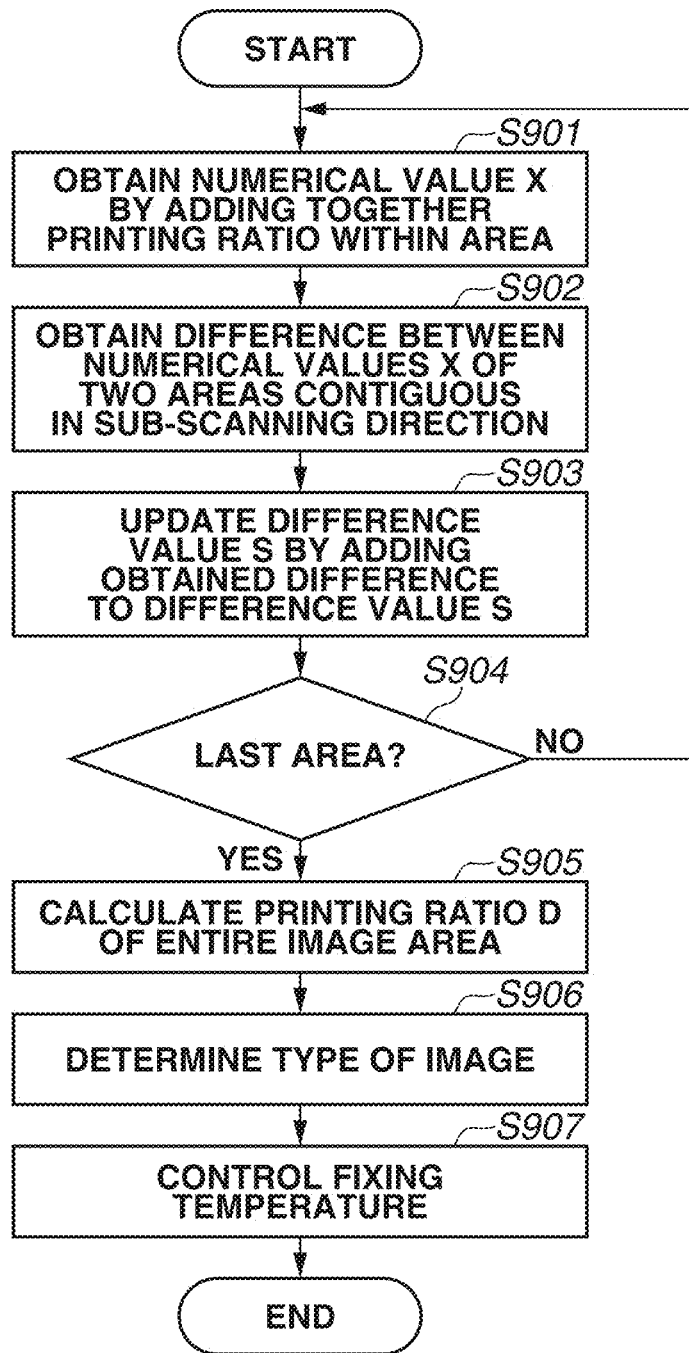 START
S901
OBTAIN NUMERICAL VALUE X
BY ADDING TOGETHER
PRINTING RATIO WITHIN AREA
S902
OBTAIN DIFFERENCE BETWEEN
NUMERICAL VALUES X OF
TWO AREAS CONTIGUOUS
IN SUB-SCANNING DIRECTION
S903
UPDATE DIFFERENCE
VALUE S BY ADDING
OBTAINED DIFFERENCE
TO DIFFERENCE VALUE S
S904
LAST AREA?
NO
YES
S905
CALCULATE PRINTING RATIO D
OF ENTIRE IMAGE AREA
S906
DETERMINE TYPE OF IMAGE
S907
CONTROL FIXING
TEMPERATURE
END